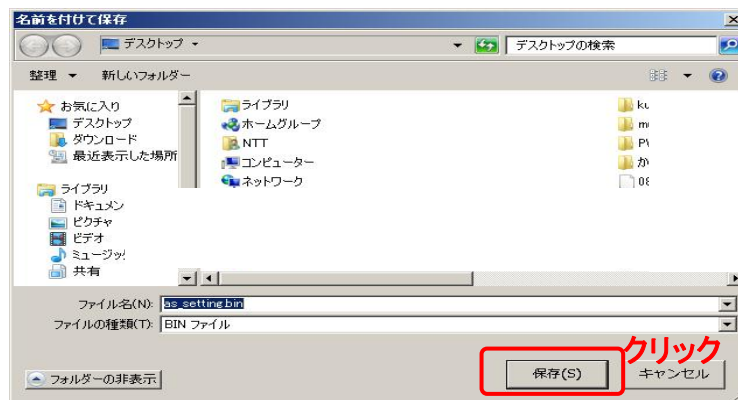 名前を付けて保存
デスクトップ
デスクトップの検索
整理 新しいフォルダー
お気に入り
デスクトップ
ダウンロード
最近表示した場所
ライブラリ
ドキュメン
ピクチャ
ビデオ
ミュージッ
共有
ライブラリ
ホームグループ
NTT
コンピューター
ネットワーク
ファイル名(N): as_setting.bin
ファイルの種類(T): BIN ファイル
クリック
フォルダーの非表示
保存(S)
キャンセル